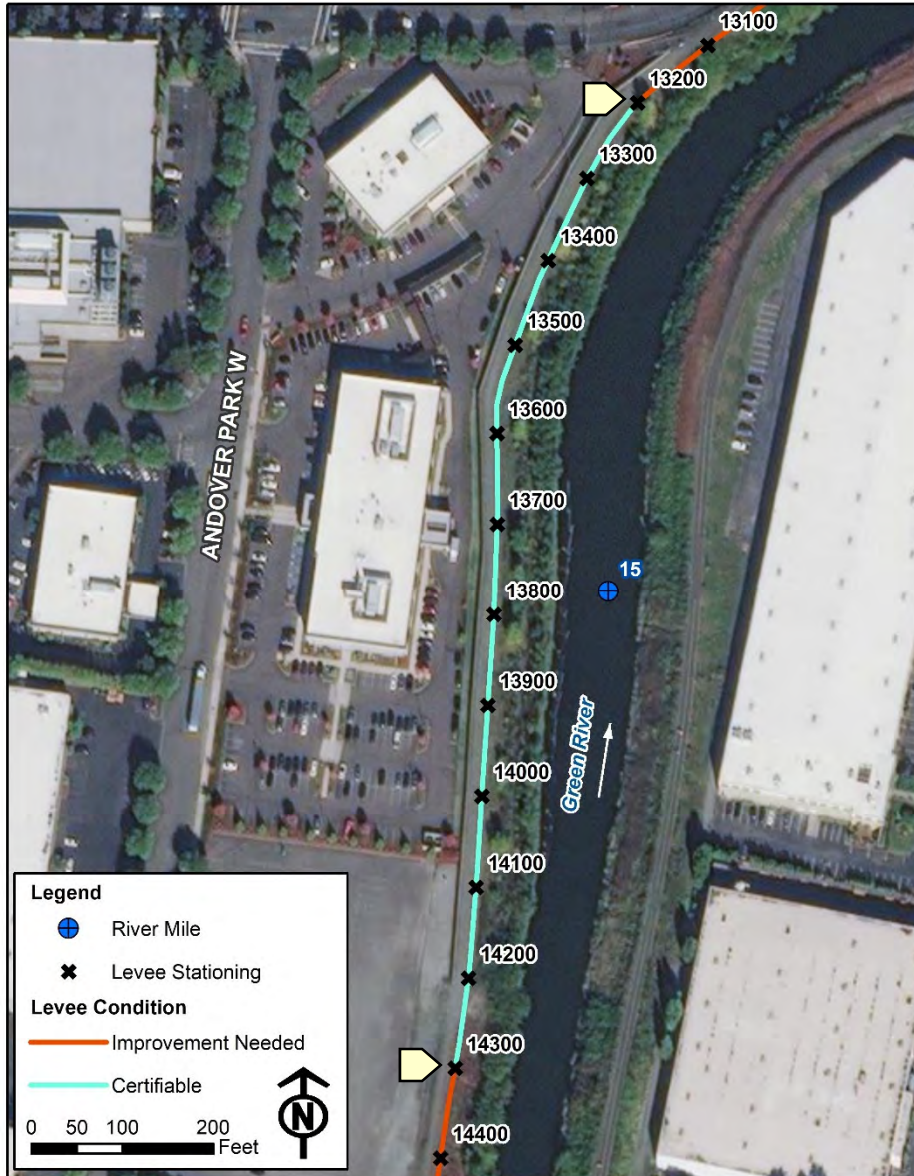 13100
13200
13300
13400
13500
ANDOVER PARK W
13600
13700
15
13800
13900
Green River
14000
14100
14200
14300
14400
Legend
River Mile
Levee Stationing
Levee Condition
Improvement Needed
Certifiable
N
0 50 100 200
Feet